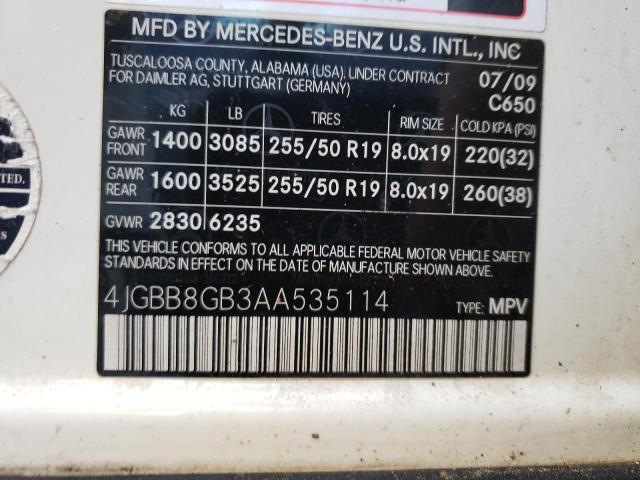 MFD BY MERCEDES-BENZ U.S. INTL., INC
TUSCALOOSA COUNTY, ALABAMA (USA). UNDER CONTRACT 07/09
FOR DAIMLER AG, STUTTGART (GERMANY) C650
KG LB TIRES RIM SIZE COLD KPA (PSI)
GAWR FRONT 1400 3085 255/50 R19 8.0x19 220(32)
GAWR REAR 1600 3525 255/50 R19 8.0x19 260(38)
GVWR 2830 6235
THIS VEHICLE CONFORMS TO ALL APPLICABLE FEDERAL MOTOR VEHICLE SAFETY
STANDARDS IN EFFECT ON THE DATE OF MANUFACTURE SHOWN ABOVE.
4JGBB8GB3AA535114 TYPE: MPV